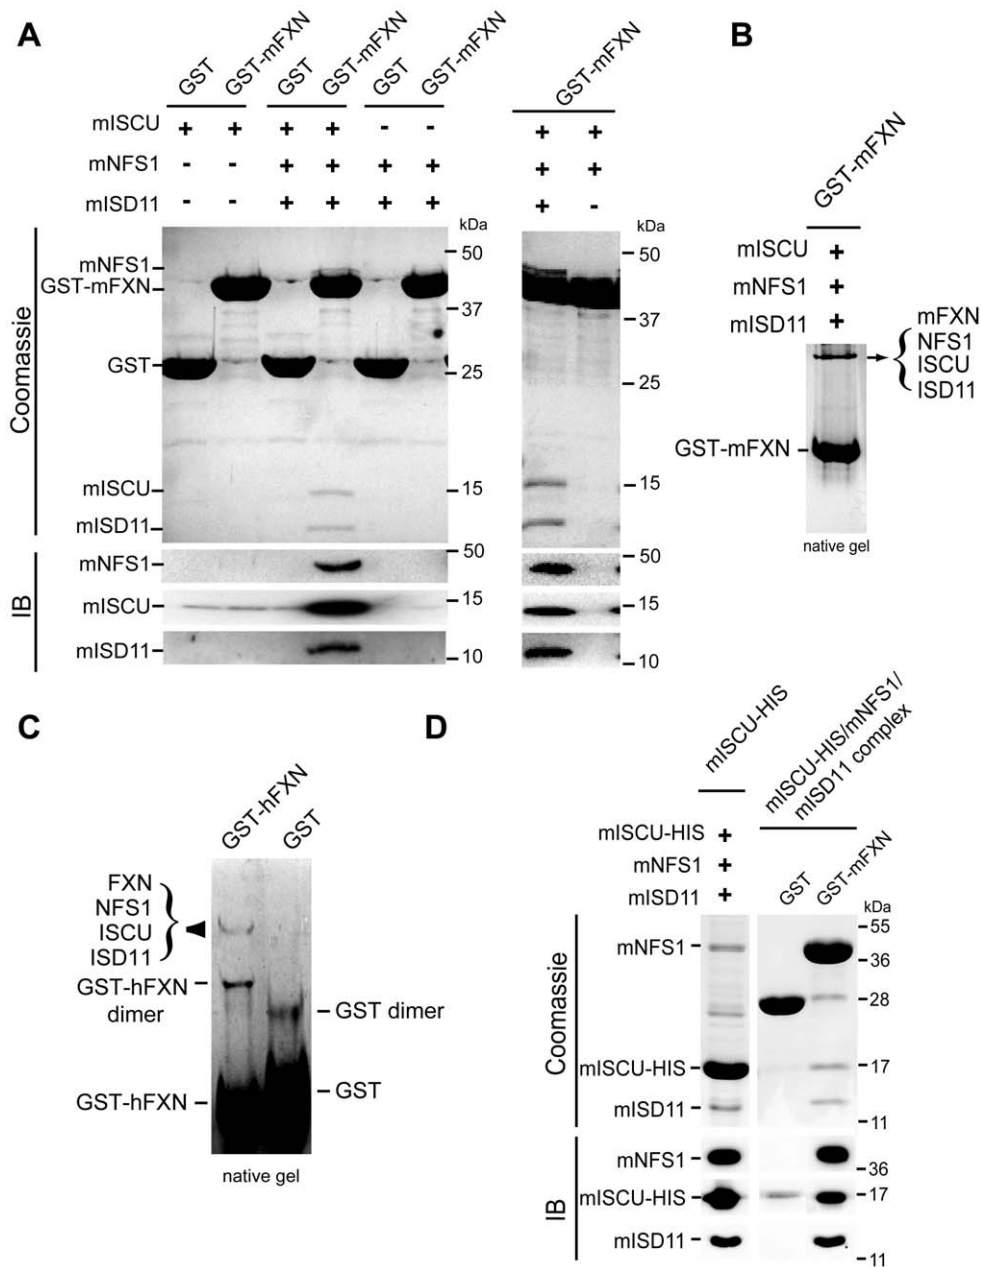 A
GST
GST-mFXN
GST
GST-mFXN
GST
GST-mFXN
GST-mFXN
mISCU + + + + - - + +
mNFS1 - - + + + + + +
mISD11 - - + + + + + -
kDa
kDa
Coomassie
mNFS1
GST-mFXN
GST
mISCU
mISD11
50
37
25
15
50
37
25
15
IB
mNFS1
mISCU
mISD11
50
15
10
50
15
10
B
GST-mFXN
mISCU +
mNFS1 +
mISD11 +
mFXN
NFS1
ISCU
ISD11
GST-mFXN
native gel
C
GST-hFXN
GST
FXN
NFS1
ISCU
ISD11
GST-hFXN
dimer
GST dimer
GST
GST-hFXN
native gel
D
mISCU-HIS
mISCU-HIS/mNFS1/
mISD11 complex
mISCU-HIS +
mNFS1 +
mISD11 +
GST
GST-mFXN
kDa
Coomassie
mNFS1
mISCU-HIS
mISD11
55
36
28
17
11
IB
mNFS1
mISCU-HIS
mISD11
36
17
11